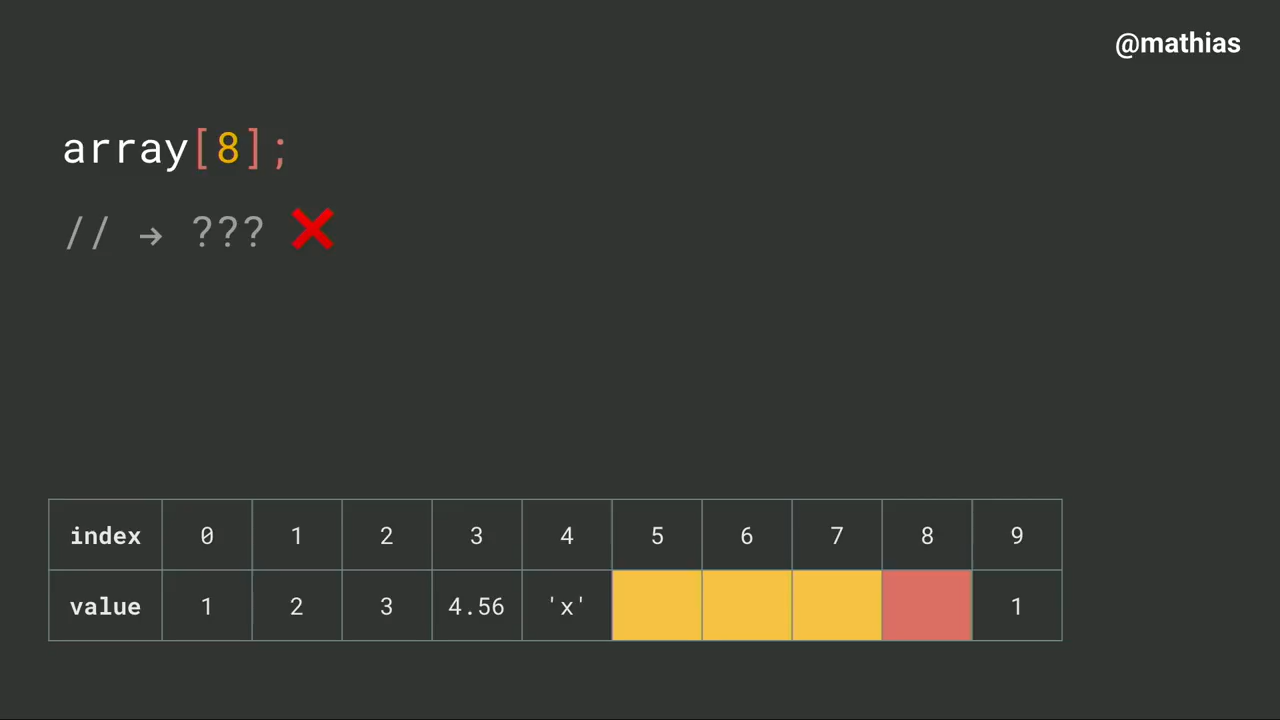 @mathias
array[8];
// → ??? ❌
index 0 1 2 3 4 5 6 7 8 9
value 1 2 3 4.56 'x' 1